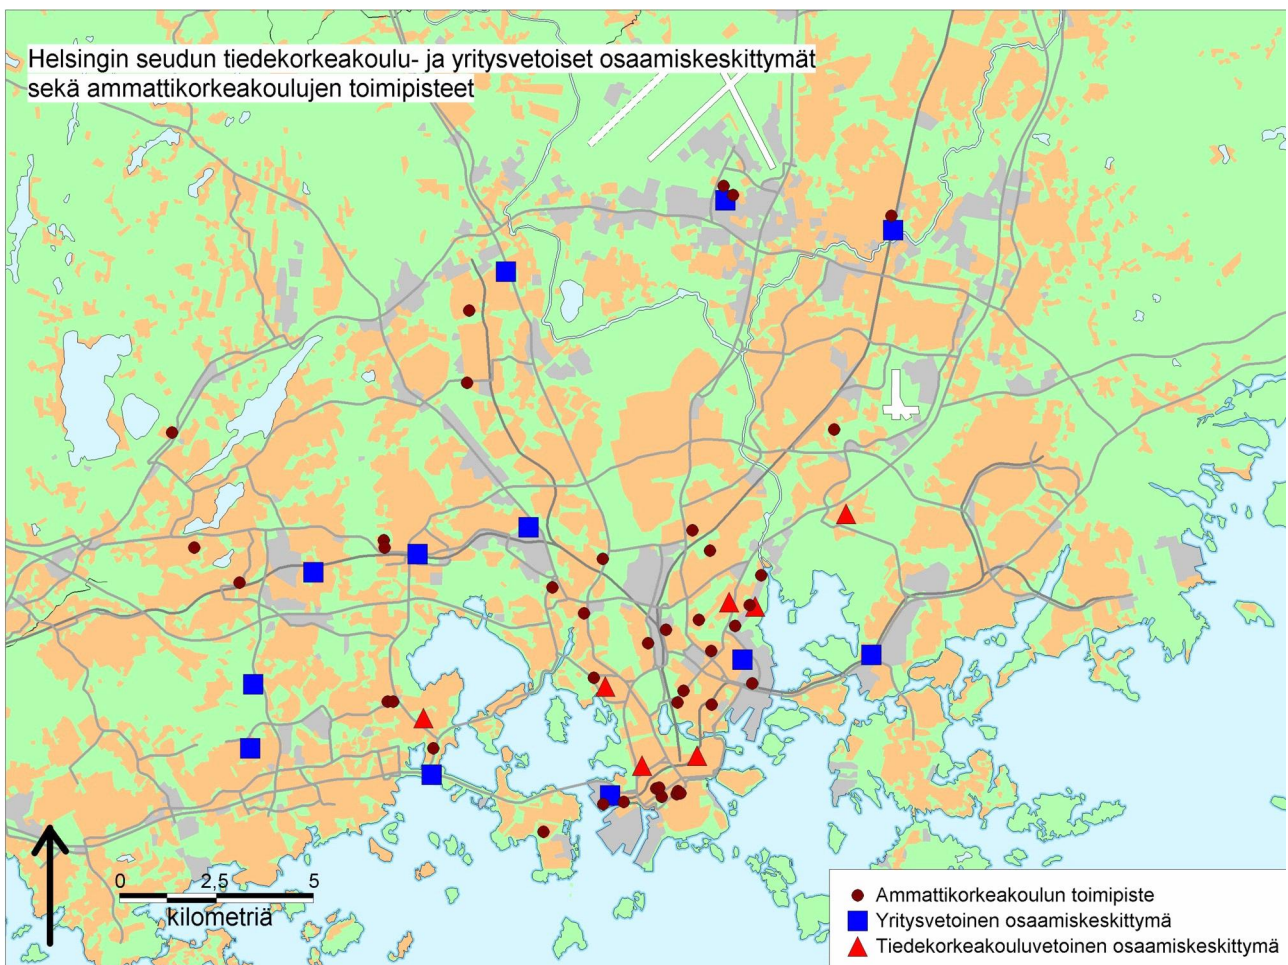 Helsingin seudun tiedekorkeakoulu- ja yritysvetoiset osaamiskeskittymät
sekä ammattikorkeakoulujen toimipisteet
0 2,5 5
kilometriä
Ammattikorkeakoulun toimipiste
Yritysvetoinen osaamiskeskittymä
Tiedekorkeakouluvetoinen osaamiskeskittymä